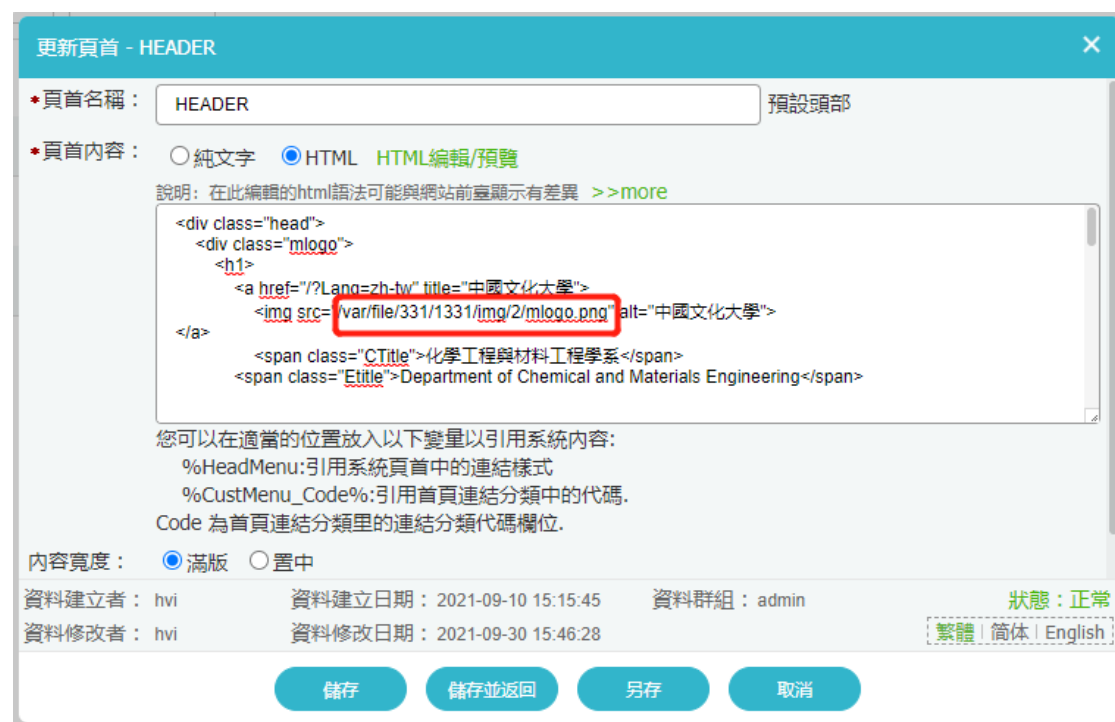 更新頁首 - HEADER ×
*頁首名稱： HEADER 預設頭部
*頁首內容： 純文字 HTML HTML编輯/預覽
說明：在此編輯的html語法可能與網站前臺顯示有差異 >>more
<div class="head">
<div class="mlogo">
<h1>
<a href="/?Lang=zh-tw" title="中國文化大學">
<img src="/var/file/331/1331/img/2/mlogo.png" alt="中國文化大學">
</a>
<span class="CTitle">化學工程與材料工程學系</span>
<span class="Etitle">Department of Chemical and Materials Engineering</span>
您可以在適當的位置放入以下變量以引用系統內容:
%HeadMenu:引用系統頁首中的連結樣式
%CustMenu_Code%:引用首頁連結分類中的代碼.
Code 為首頁連結分類里的連結分類代碼欄位.
內容寬度： 滿版 置中
資料建立者： hvi 資料建立日期： 2021-09-10 15:15:45 資料群組： admin 狀態：正常
資料修改者： hvi 資料修改日期： 2021-09-30 15:46:28 繁體 | 简体 | English
儲存 儲存並返回 另存 取消